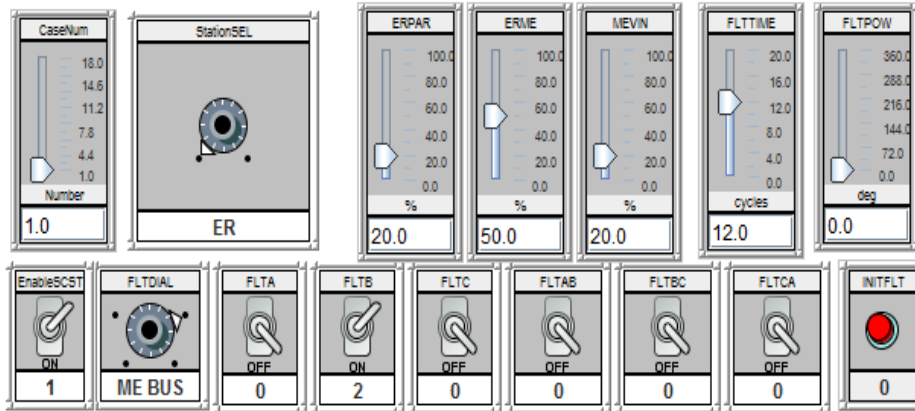 CaseNum
18.0
14.6
11.2
7.8
4.4
1.0
Number
1.0
StationSEL
ER
ERPAR
100.0
80.0
60.0
40.0
20.0
0.0
%
20.0
ERME
100.0
80.0
60.0
40.0
20.0
0.0
%
50.0
MEVIN
100.0
80.0
60.0
40.0
20.0
0.0
%
20.0
FLTTIME
20.0
16.0
12.0
8.0
4.0
0.0
cycles
12.0
FLTPOW
360.0
288.0
216.0
144.0
72.0
0.0
deg
0.0
EnableSCST
ON
1
FLTDIAL
ME BUS
FLTA
OFF
0
FLTB
ON
2
FLTC
OFF
0
FLTAB
OFF
0
FLTBC
OFF
0
FLTCA
OFF
0
INITFLT
0